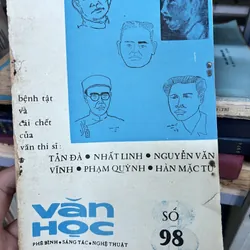 bệnh tật
và
cái chết
của
văn thi sĩ:
TẢN ĐÀ • NHẤT LINH • NGUYỄN VĂN
VĨNH • PHẠM QUỲNH • HÀN MẶC TỬ
VĂN
HỌC
PHÊ BÌNH • SÁNG TÁC • NGHỆ THUẬT
SỐ
98